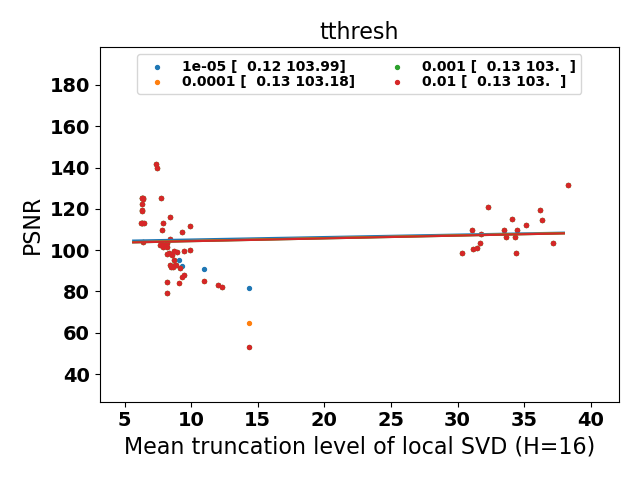 tthresh
1e-05 [ 0.12 103.99]
0.0001 [ 0.13 103.18]
0.001 [ 0.13 103. ]
0.01 [ 0.13 103. ]
PSNR
180
160
140
120
100
80
60
40
5 10 15 20 25 30 35 40
Mean truncation level of local SVD (H=16)